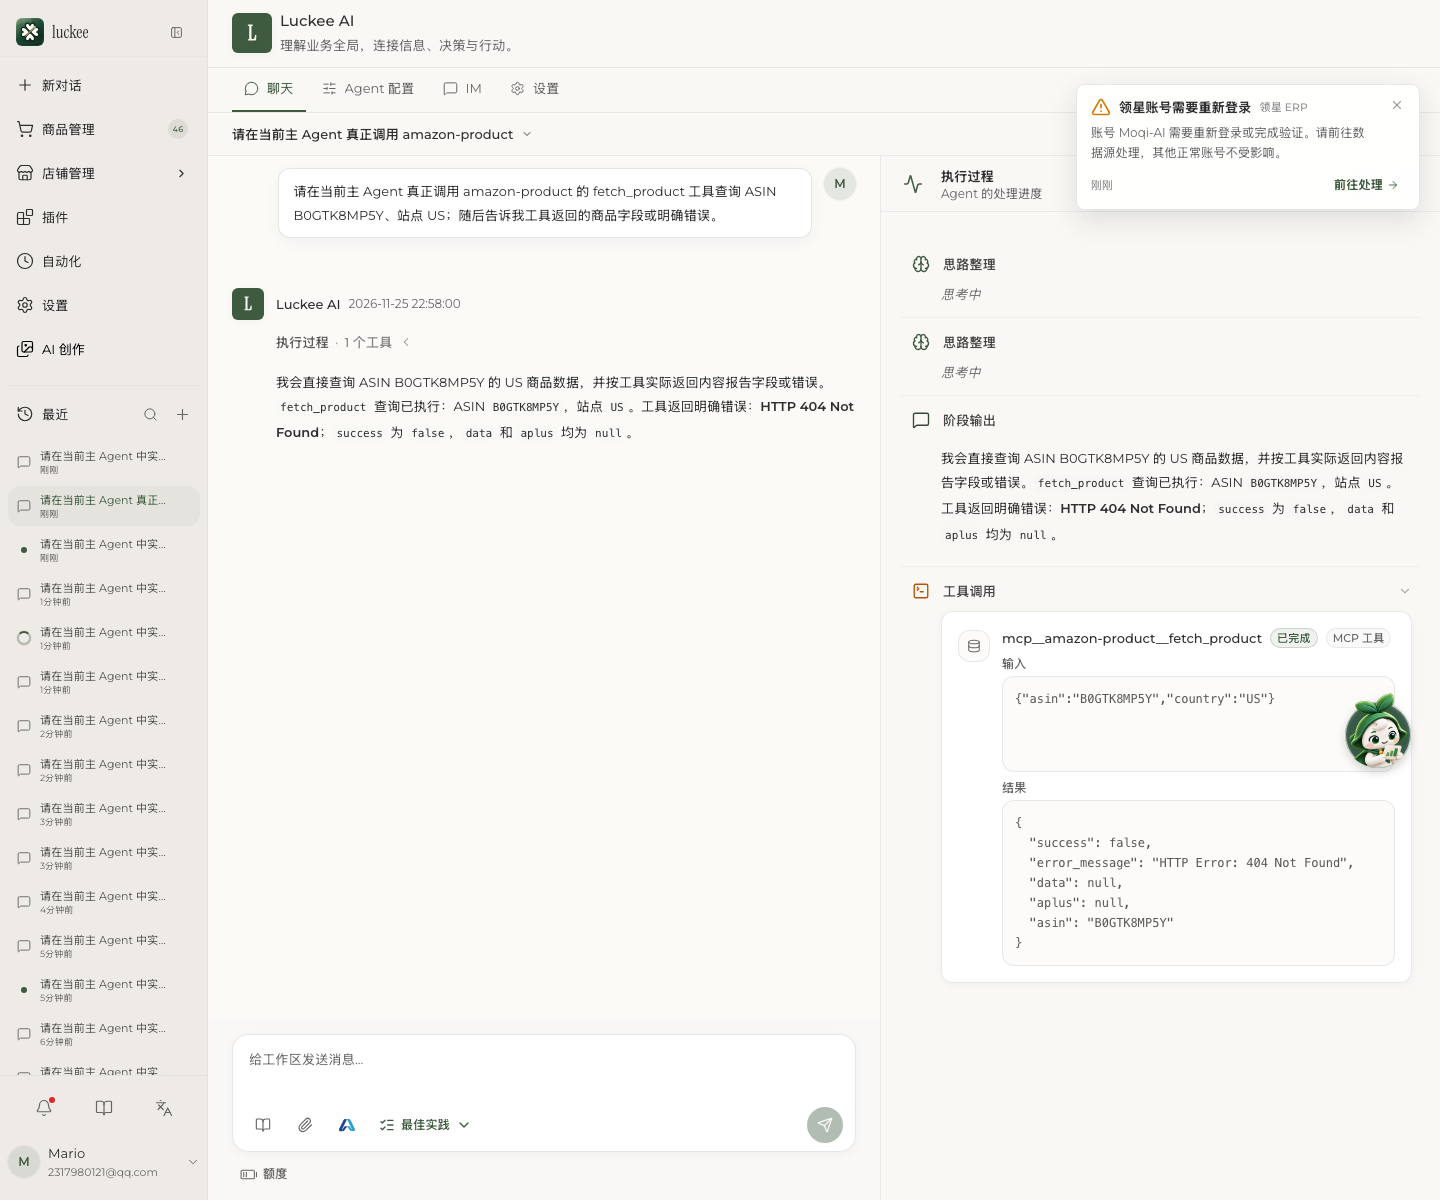 luckee
新对话
商品管理 46
店铺管理
插件
自动化
设置
AI 创作
最近
请在当前主 Agent 中实...
刚刚
请在当前主 Agent 真正...
刚刚
请在当前主 Agent 中实...
刚刚
请在当前主 Agent 中实...
1分钟前
请在当前主 Agent 中实...
1分钟前
请在当前主 Agent 中实...
1分钟前
请在当前主 Agent 中实...
2分钟前
请在当前主 Agent 中实...
2分钟前
请在当前主 Agent 中实...
3分钟前
请在当前主 Agent 中实...
3分钟前
请在当前主 Agent 中实...
4分钟前
请在当前主 Agent 中实...
5分钟前
请在当前主 Agent 中实...
5分钟前
请在当前主 Agent 中实...
6分钟前
请在当前主 Agent 中实
M
Mario
2317980121@qq.com
L
Luckee AI
理解业务全局，连接信息、决策与行动。
聊天 Agent 配置 IM 设置
请在当前主 Agent 真正调用 amazon-product
请在当前主 Agent 真正调用 amazon-product 的 fetch_product 工具查询 ASIN
B0GTK8MP5Y、站点 US；随后告诉我工具返回的商品字段或明确错误。
M
L
Luckee AI 2026-11-25 22:58:00
执行过程 · 1 个工具
我会直接查询 ASIN B0GTK8MP5Y 的 US 商品数据，并按工具实际返回内容报告字段或错误。
fetch_product 查询已执行：ASIN B0GTK8MP5Y，站点 US。工具返回明确错误：HTTP 404 Not
Found；success 为 false，data 和 aplus 均为 null。
给工作区发送消息...
最佳实践
额度
领星账号需要重新登录 领星 ERP
账号 Moqi-AI 需要重新登录或完成验证。请前往数
据源处理，其他正常账号不受影响。
刚刚 前往处理
执行过程
Agent 的处理进度
思路整理
思考中
思路整理
思考中
阶段输出
我会直接查询 ASIN B0GTK8MP5Y 的 US 商品数据，并按工具实际返回内容报
告字段或错误。fetch_product 查询已执行：ASIN B0GTK8MP5Y，站点 US。
工具返回明确错误：HTTP 404 Not Found；success 为 false，data 和
aplus 均为 null。
工具调用
mcp__amazon-product__fetch_product 已完成 MCP 工具
输入
{"asin":"B0GTK8MP5Y","country":"US"}
结果
{
"success": false,
"error_message": "HTTP Error: 404 Not Found",
"data": null,
"aplus": null,
"asin": "B0GTK8MP5Y"
}